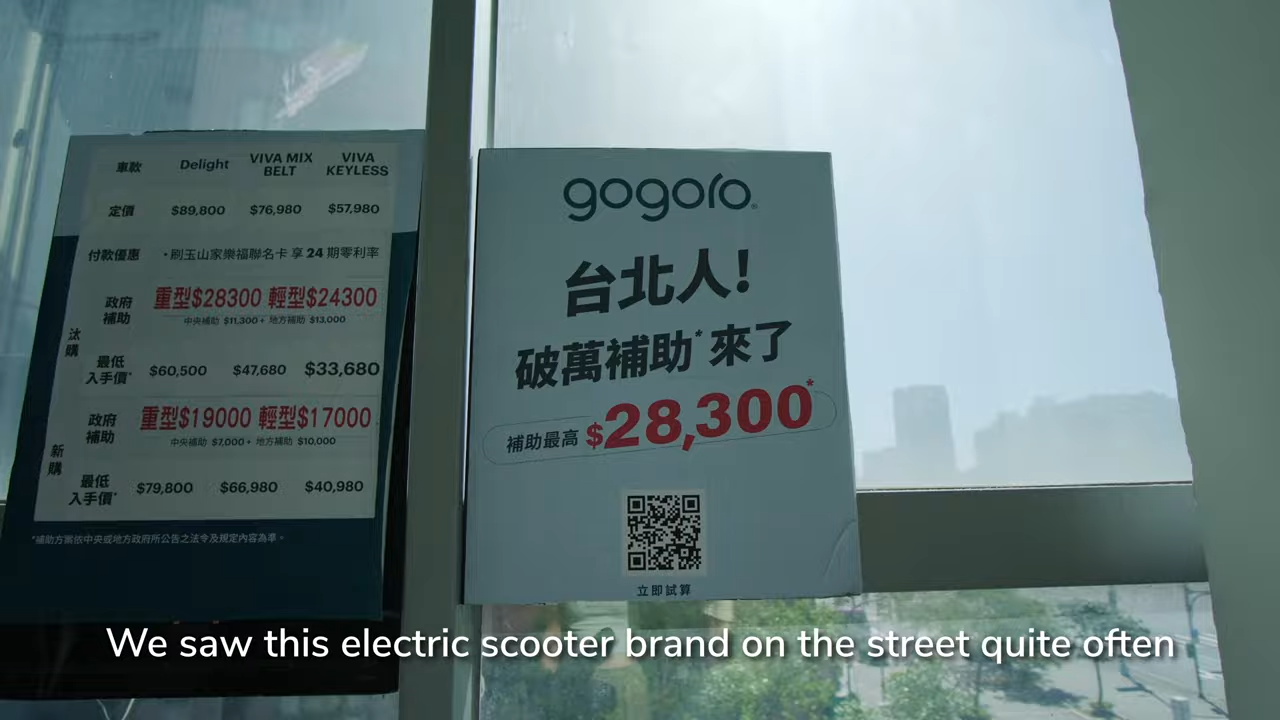 車款 Delight VIVA MIX BELT VIVA KEYLESS
定價 $89,800 $76,980 $57,980
付款優惠 ・刷玉山家樂福聯名卡 享 24 期零利率
汰購
政府補助 重型$28300 輕型$24300
中央補助 $11,300+ 地方補助 $13,000
最低入手價* $60,500 $47,680 $33,680
新購
政府補助 重型$19000 輕型$17000
中央補助 $7,000+ 地方補助 $10,000
最低入手價* $79,800 $66,980 $40,980
*補助方案依中央或地方政府所公告之法令及規定內容為準。
gogoro®
台北人!
破萬補助*來了
補助最高 $28,300*
立即試算
We saw this electric scooter brand on the street quite often